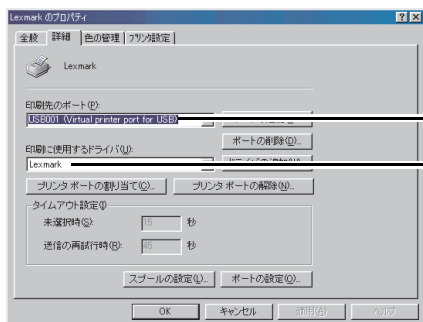 Lexmark のプロパティ
全般 詳細 色の管理 プリンタ設定
Lexmark
印刷先のポート(P):
USB001 (Virtual printer port for USB)
ポートの削除(D)...
印刷に使用するドライバ(U):
Lexmark
プリンタ ポートの割り当て(C)... プリンタ ポートの解除(N)...
タイムアウト設定
未選択時(S): 15 秒
送信の再試行時(R): 45 秒
スプールの設定(L)... ポートの設定(O)...
OK キャンセル 適用(A) ヘルプ